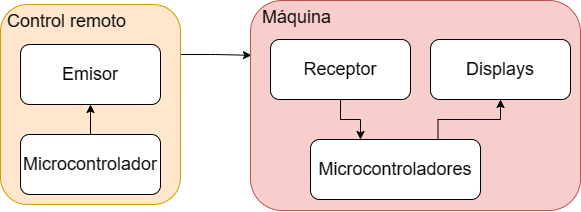 Control remoto
Emisor
Microcontrolador
Máquina
Receptor
Displays
Microcontroladores